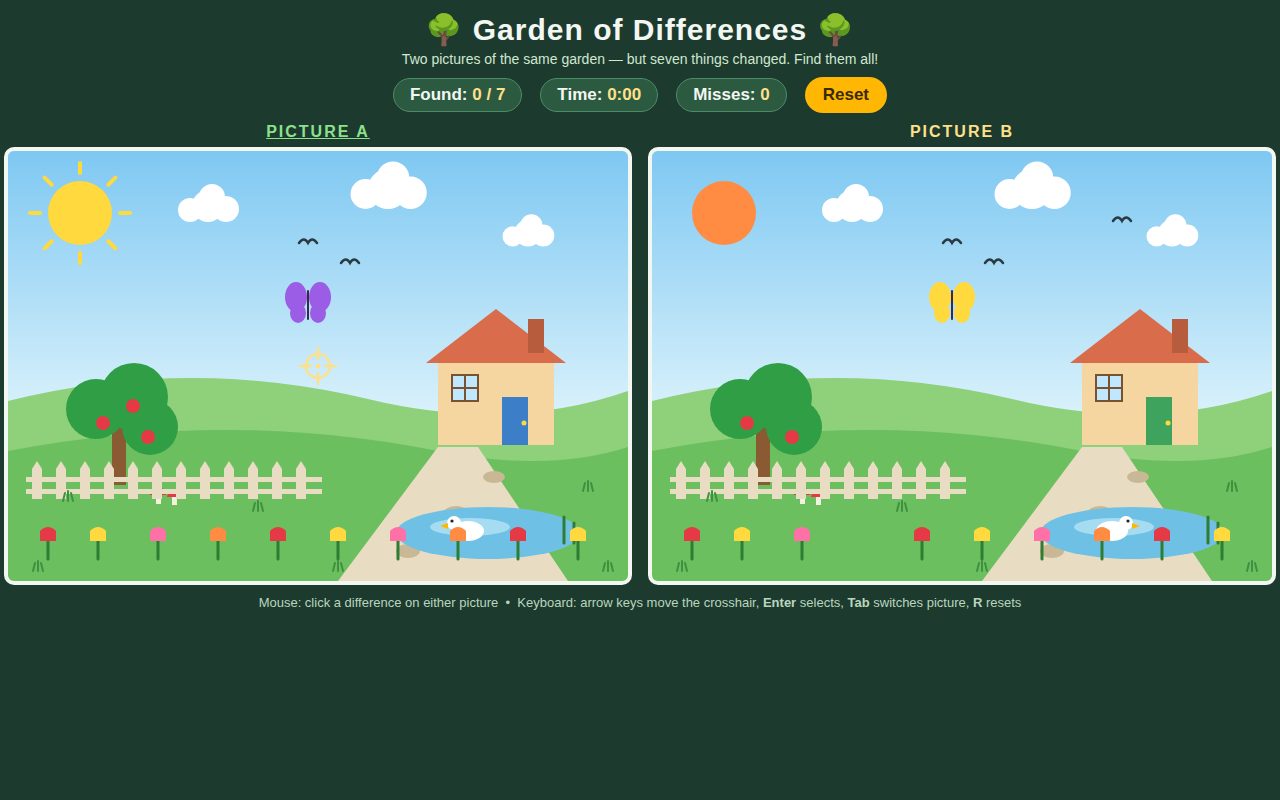 🌳 Garden of Differences 🌳
Two pictures of the same garden — but seven things changed. Find them all!
Found: 0 / 7 Time: 0:00 Misses: 0 Reset
PICTURE A PICTURE B
Mouse: click a difference on either picture • Keyboard: arrow keys move the crosshair, Enter selects, Tab switches picture, R resets